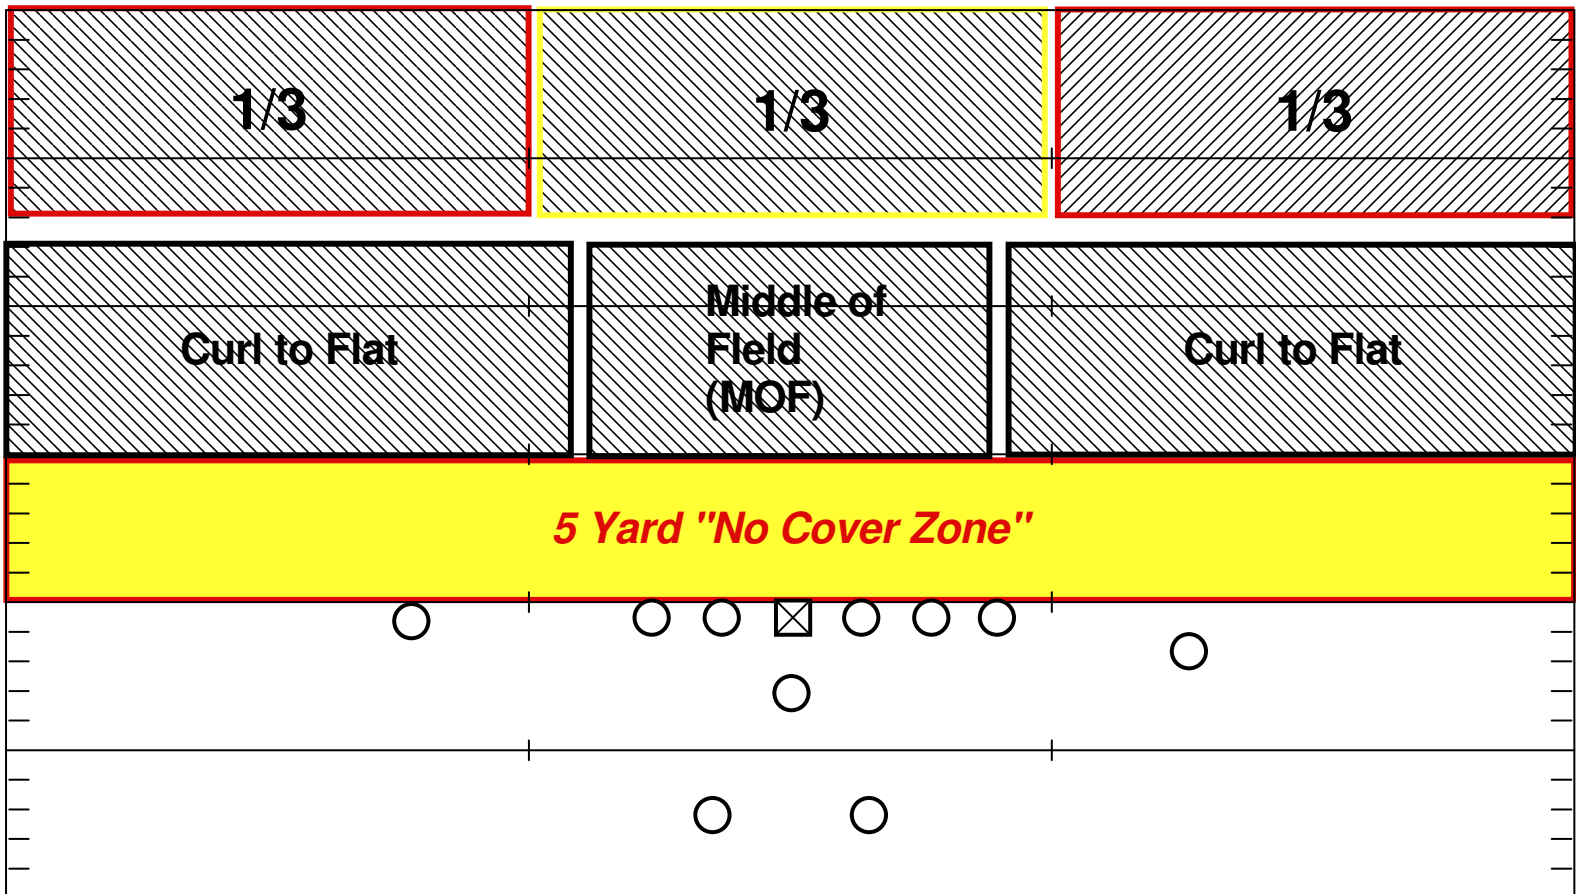 1/3
1/3
1/3
Curl to Flat
Middle of
FIeld
(MOF)
Curl to Flat
5 Yard "No Cover Zone"